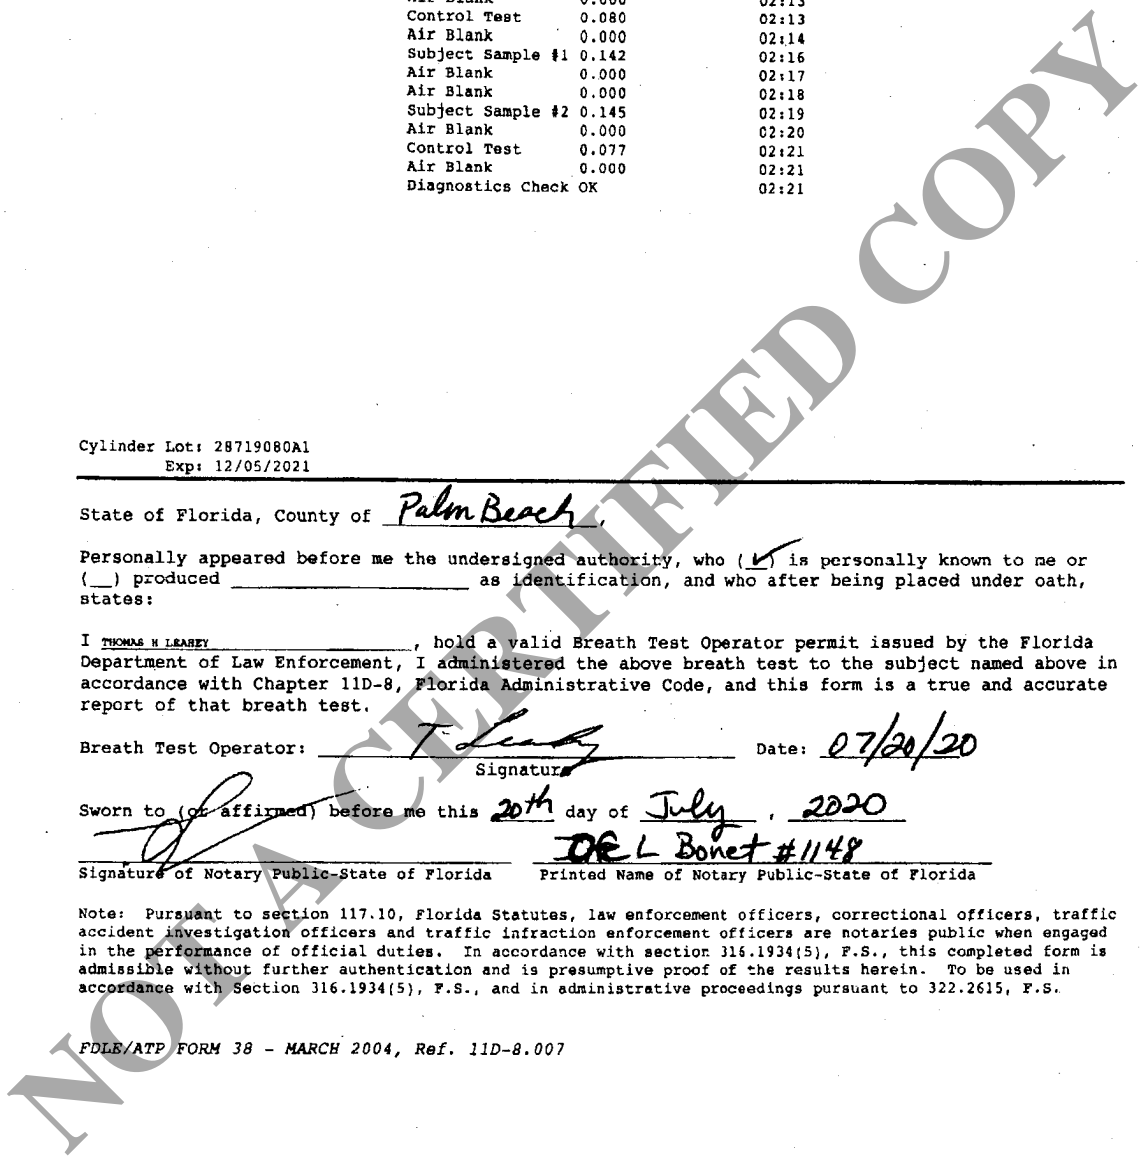 Air Blank 0.000 02:13
Control Test 0.080 02:13
Air Blank 0.000 02:14
Subject Sample #1 0.142 02:16
Air Blank 0.000 02:17
Air Blank 0.000 02:18
Subject Sample #2 0.145 02:19
Air Blank 0.000 02:20
Control Test 0.077 02:21
Air Blank 0.000 02:21
Diagnostics Check OK 02:21
Cylinder Lot: 28719080A1
Exp: 12/05/2021
State of Florida, County of Palm Beach,
Personally appeared before me the undersigned authority, who (✓) is personally known to me or
(__) produced ____________________ as identification, and who after being placed under oath,
states:
I THOMAS H LEAHEY, hold a valid Breath Test Operator permit issued by the Florida
Department of Law Enforcement, I administered the above breath test to the subject named above in
accordance with Chapter 11D-8, Florida Administrative Code, and this form is a true and accurate
report of that breath test.
Breath Test Operator: T. Leahy Date: 07/20/20
Signature
Sworn to (or affirmed) before me this 20th day of July, 2020
L Bonet #1148
Signature of Notary Public-State of Florida Printed Name of Notary Public-State of Florida
Note: Pursuant to section 117.10, Florida Statutes, law enforcement officers, correctional officers, traffic
accident investigation officers and traffic infraction enforcement officers are notaries public when engaged
in the performance of official duties. In accordance with section 316.1934(5), F.S., this completed form is
admissible without further authentication and is presumptive proof of the results herein. To be used in
accordance with Section 316.1934(5), F.S., and in administrative proceedings pursuant to 322.2615, F.S.
FDLE/ATP FORM 38 - MARCH 2004, Ref. 11D-8.007
NOT A CERTIFIED COPY